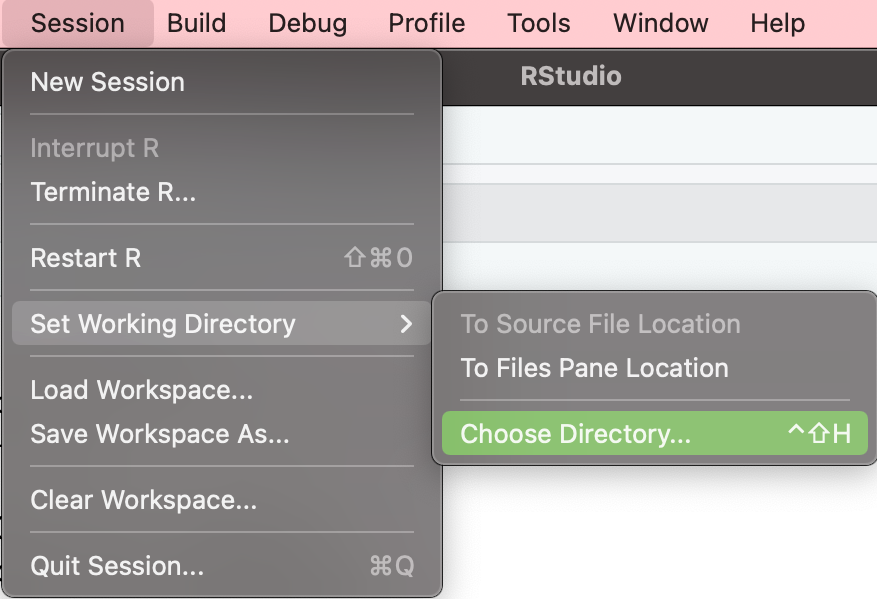 Session Build Debug Profile Tools Window Help
RStudio
New Session
Interrupt R
Terminate R...
Restart R ⇧⌘0
Set Working Directory >
To Source File Location
To Files Pane Location
Choose Directory... ^⇧H
Load Workspace...
Save Workspace As...
Clear Workspace...
Quit Session... ⌘Q